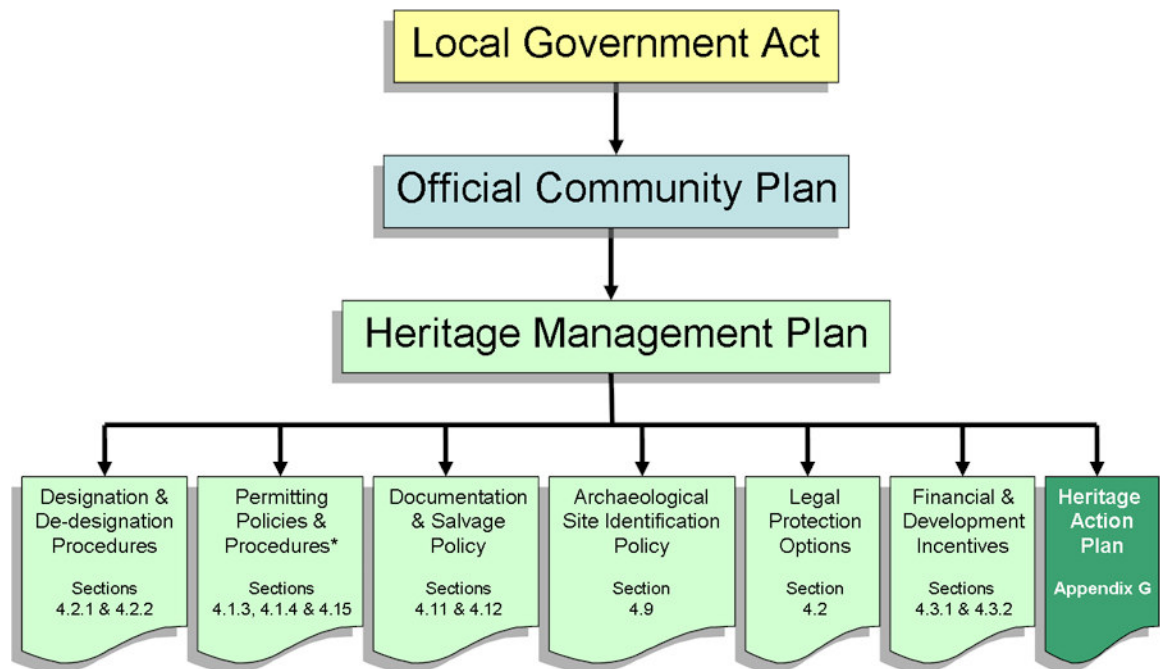 Local Government Act
Official Community Plan
Heritage Management Plan
Designation &
De-designation
Procedures
Sections
4.2.1 & 4.2.2
Permitting
Policies &
Procedures*
Sections
4.1.3, 4.1.4 & 4.15
Documentation
& Salvage
Policy
Sections
4.11 & 4.12
Archaeological
Site Identification
Policy
Section
4.9
Legal
Protection
Options
Section
4.2
Financial &
Development
Incentives
Sections
4.3.1 & 4.3.2
Heritage
Action
Plan
Appendix G